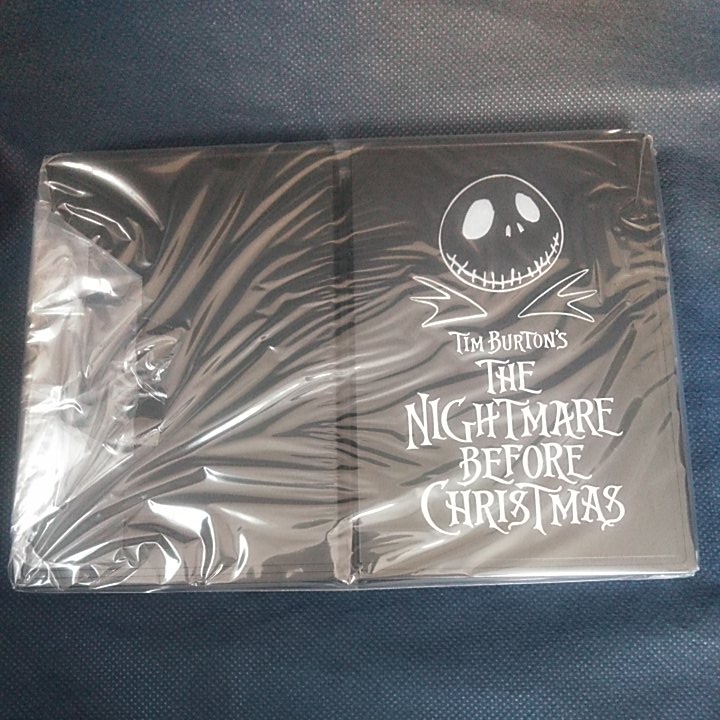 TIM BURTON'S
THE
NIGHTMARE
BEFORE
CHRISTMAS